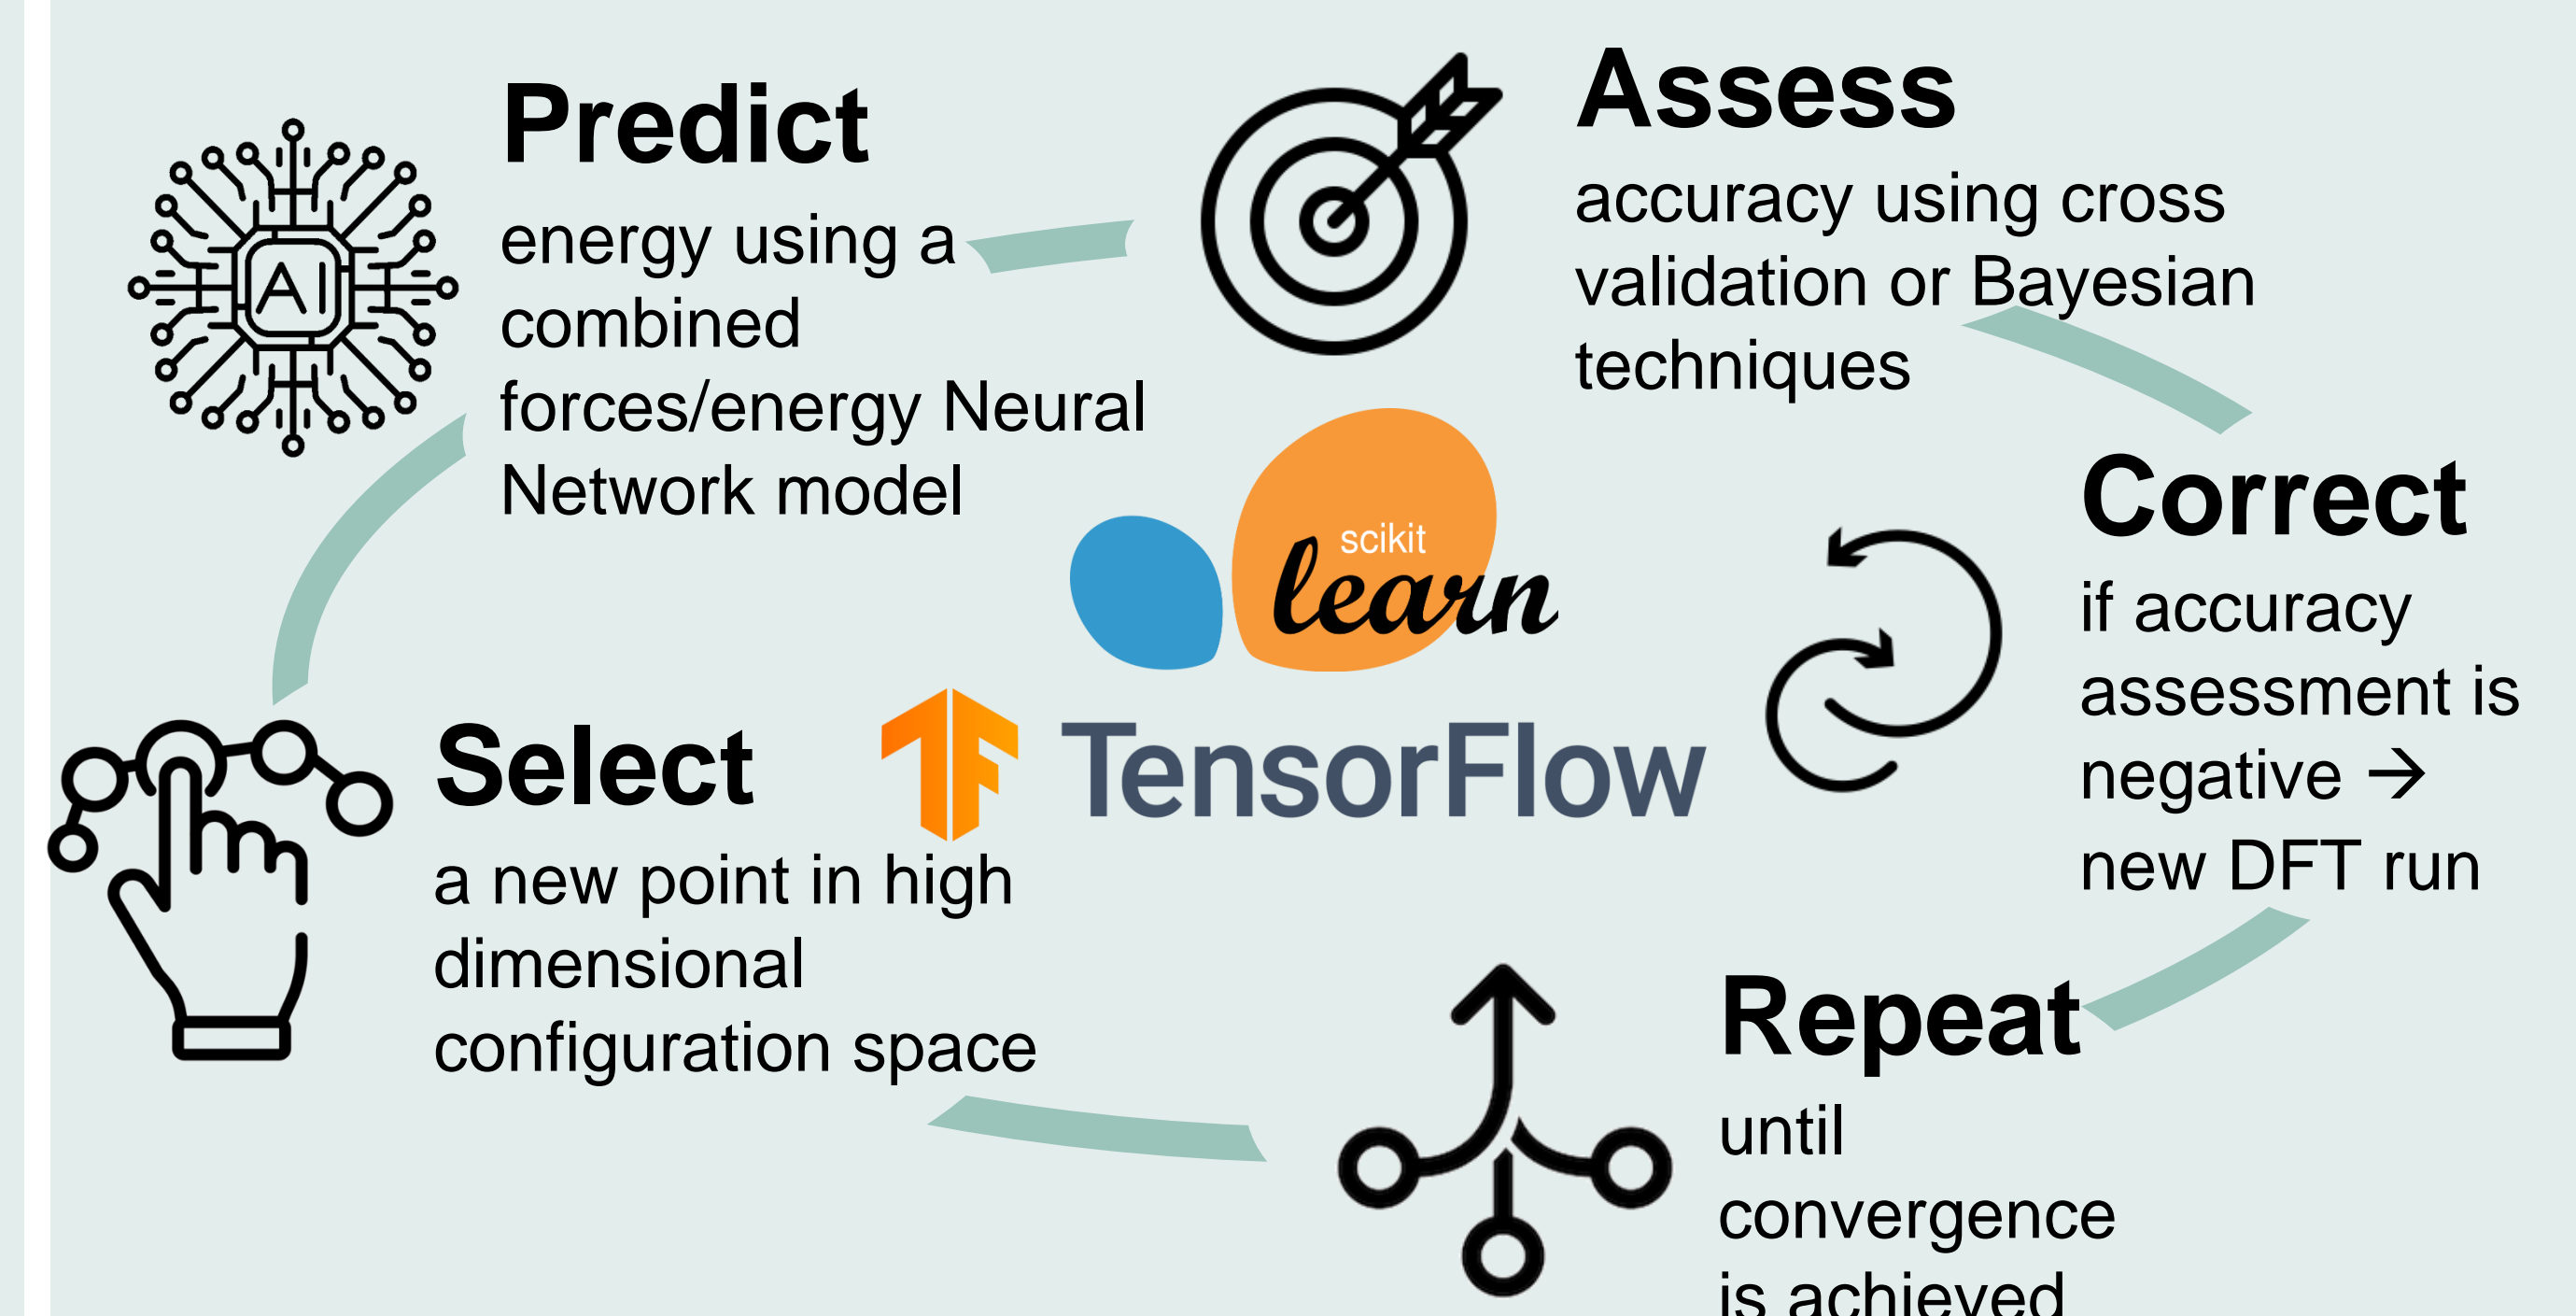 Predict
energy using a
combined
forces/energy Neural
Network model
AI
Assess
accuracy using cross
validation or Bayesian
techniques
Correct
if accuracy
assessment is
negative →
new DFT run
Repeat
until
convergence
is achieved
Select
a new point in high
dimensional
configuration space
scikit
learn
TensorFlow